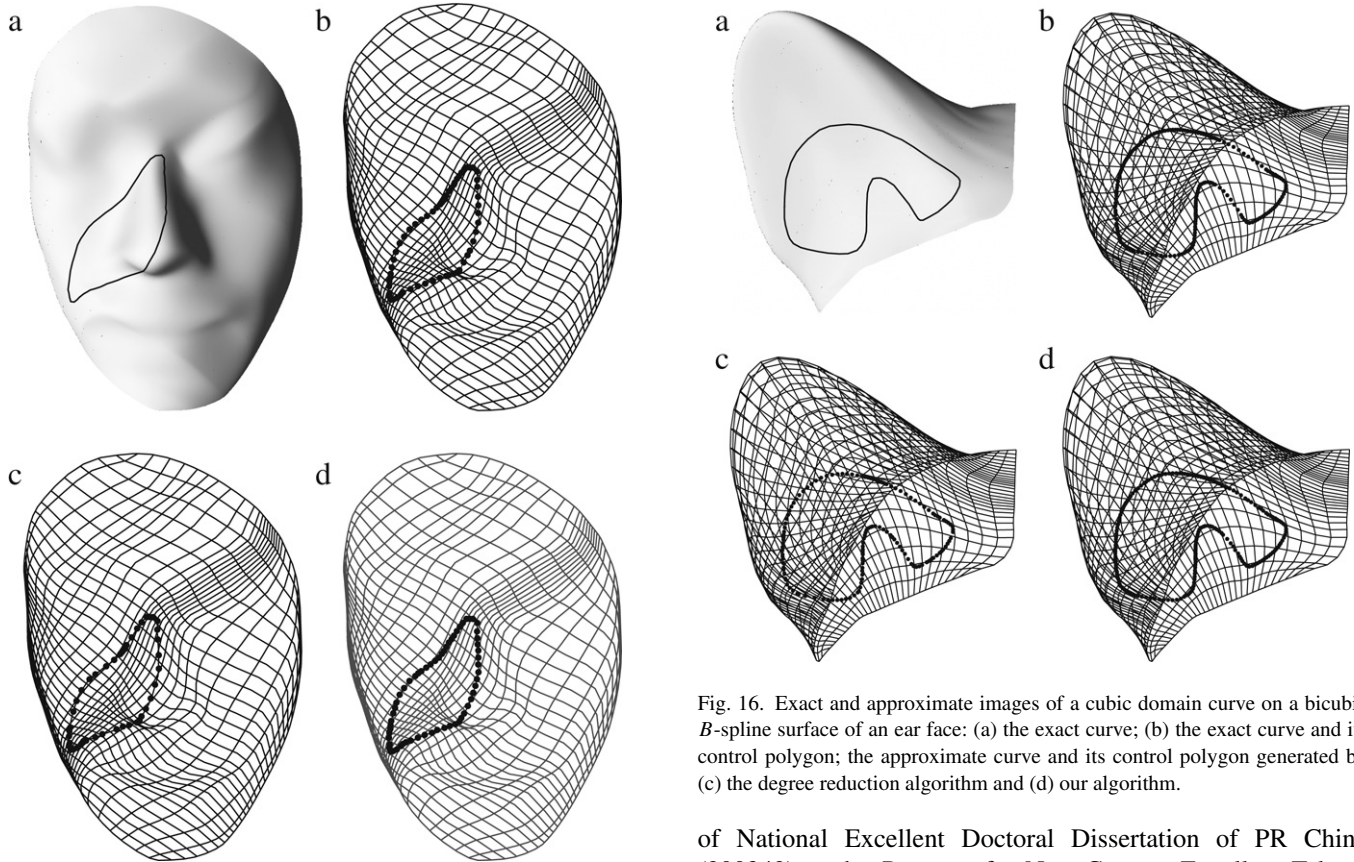 a
b
c
d
a
b
c
d
Fig. 16. Exact and approximate images of a cubic domain curve on a bicubi
B-spline surface of an ear face: (a) the exact curve; (b) the exact curve and i
control polygon; the approximate curve and its control polygon generated b
(c) the degree reduction algorithm and (d) our algorithm.
of National Excellent Doctoral Dissertation of PR Chin